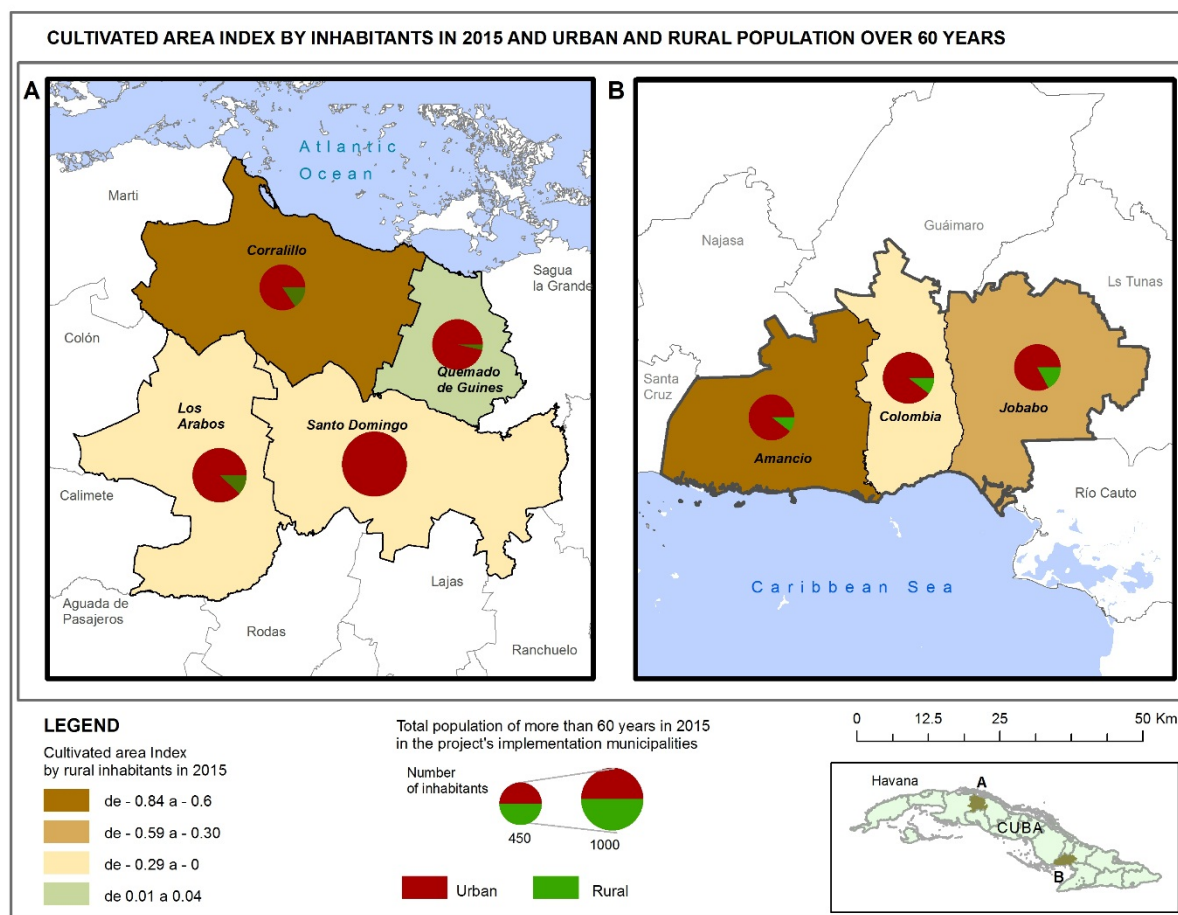 CULTIVATED AREA INDEX BY INHABITANTS IN 2015 AND URBAN AND RURAL POPULATION OVER 60 YEARS
A
Atlantic
Ocean
Marti
Corralillo
Sagua
la Grande
Colón
Quemado
de Guines
Los
Arabos
Santo Domingo
Calimete
Lajas
Aguada de
Pasajeros
Rodas
Ranchuelo
B
Guáimaro
Najasa
Ls Tunas
Santa
Cruz
Colombia
Jobabo
Amancio
Río Cauto
Caribbean Sea
LEGEND
Cultivated area Index
by rural inhabitants in 2015
de - 0.84 a - 0.6
de - 0.59 a - 0.30
de - 0.29 a - 0
de 0.01 a 0.04
Total population of more than 60 years in 2015
in the project's implementation municipalities
Number
of inhabitants
450
1000
Urban
Rural
0 12.5 25 50 Km
Havana
A
CUBA
B